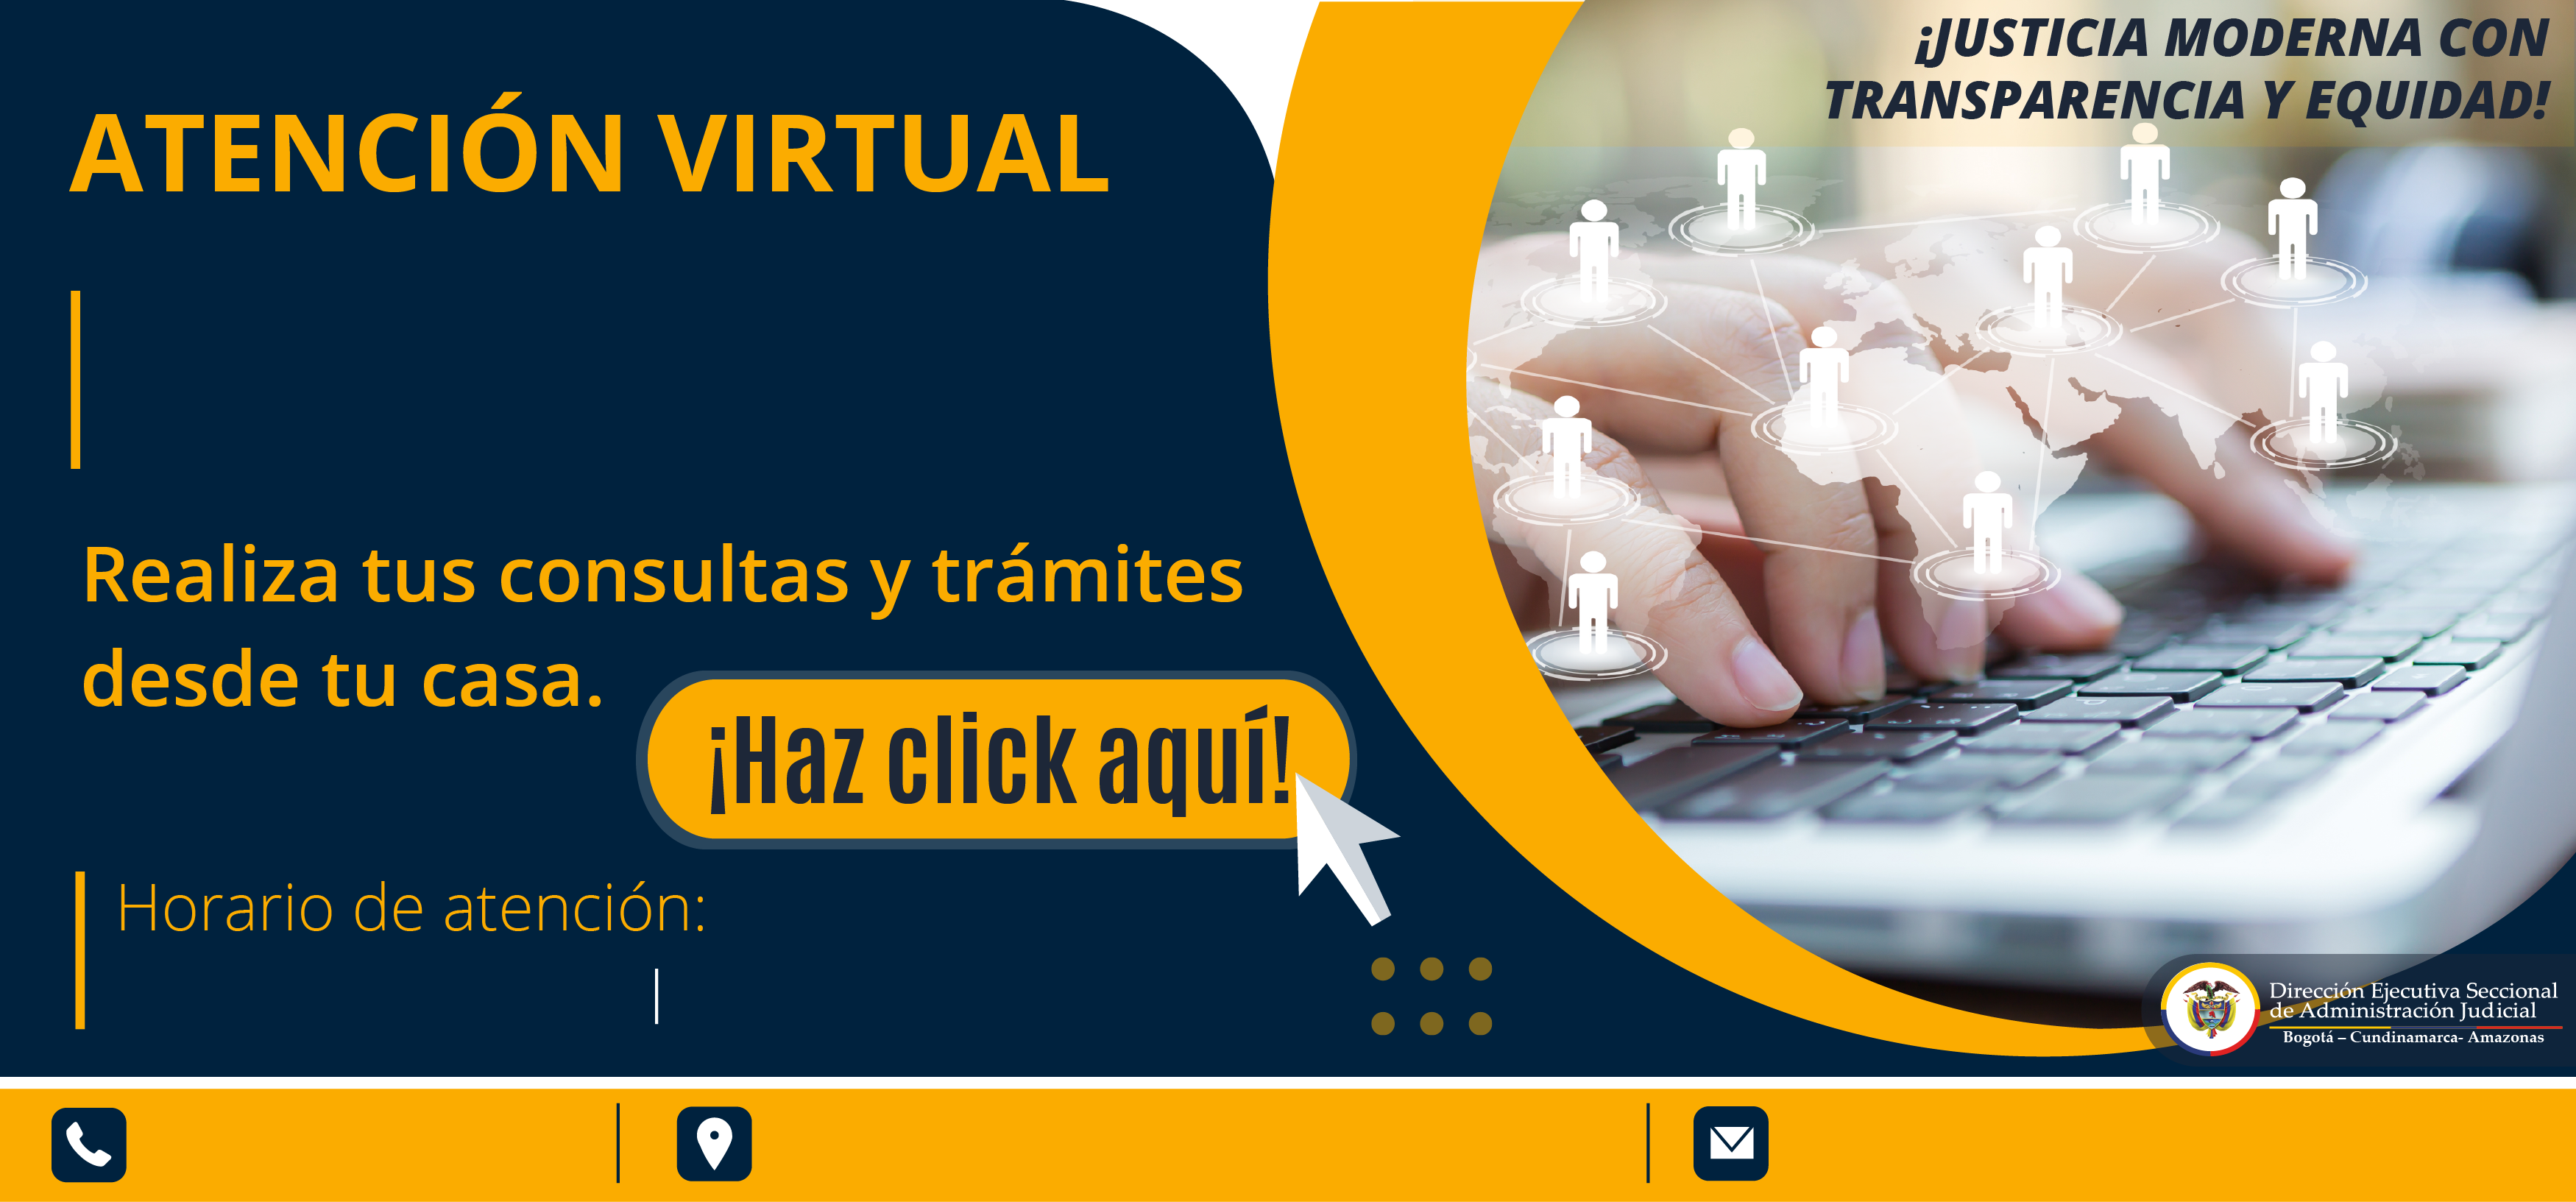 ¡JUSTICIA MODERNA CON
TRANSPARENCIA Y EQUIDAD!
ATENCIÓN VIRTUAL
Realiza tus consultas y trámites
desde tu casa.
¡Haz click aquí!
Horario de atención:
Dirección Ejecutiva Seccional
de Administración Judicial
Bogotá – Cundinamarca- Amazonas